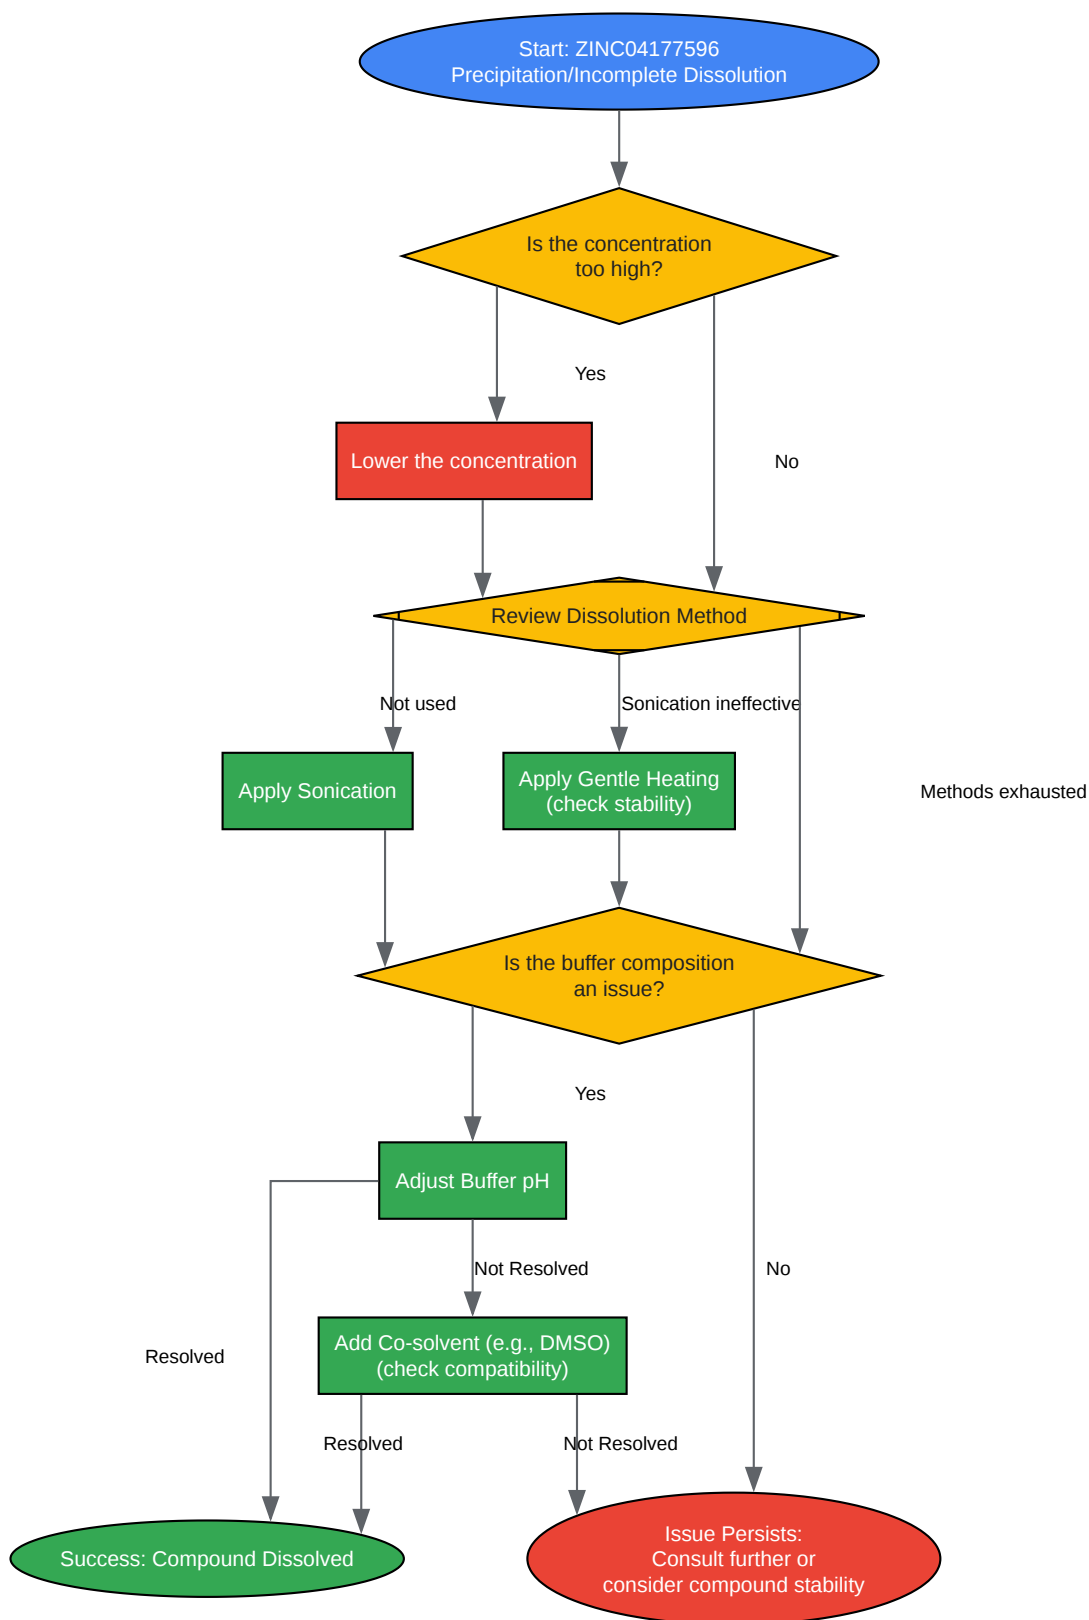 Start: ZINC04177596
Precipitation/Incomplete Dissolution
Is the concentration
too high?
Yes
Lower the concentration
No
Review Dissolution Method
Not used
Sonication ineffective
Apply Sonication
Apply Gentle Heating
(check stability)
Methods exhausted
Is the buffer composition
an issue?
Yes
Adjust Buffer pH
Not Resolved
No
Add Co-solvent (e.g., DMSO)
(check compatibility)
Resolved
Resolved
Not Resolved
Success: Compound Dissolved
Issue Persists:
Consult further or
consider compound stability